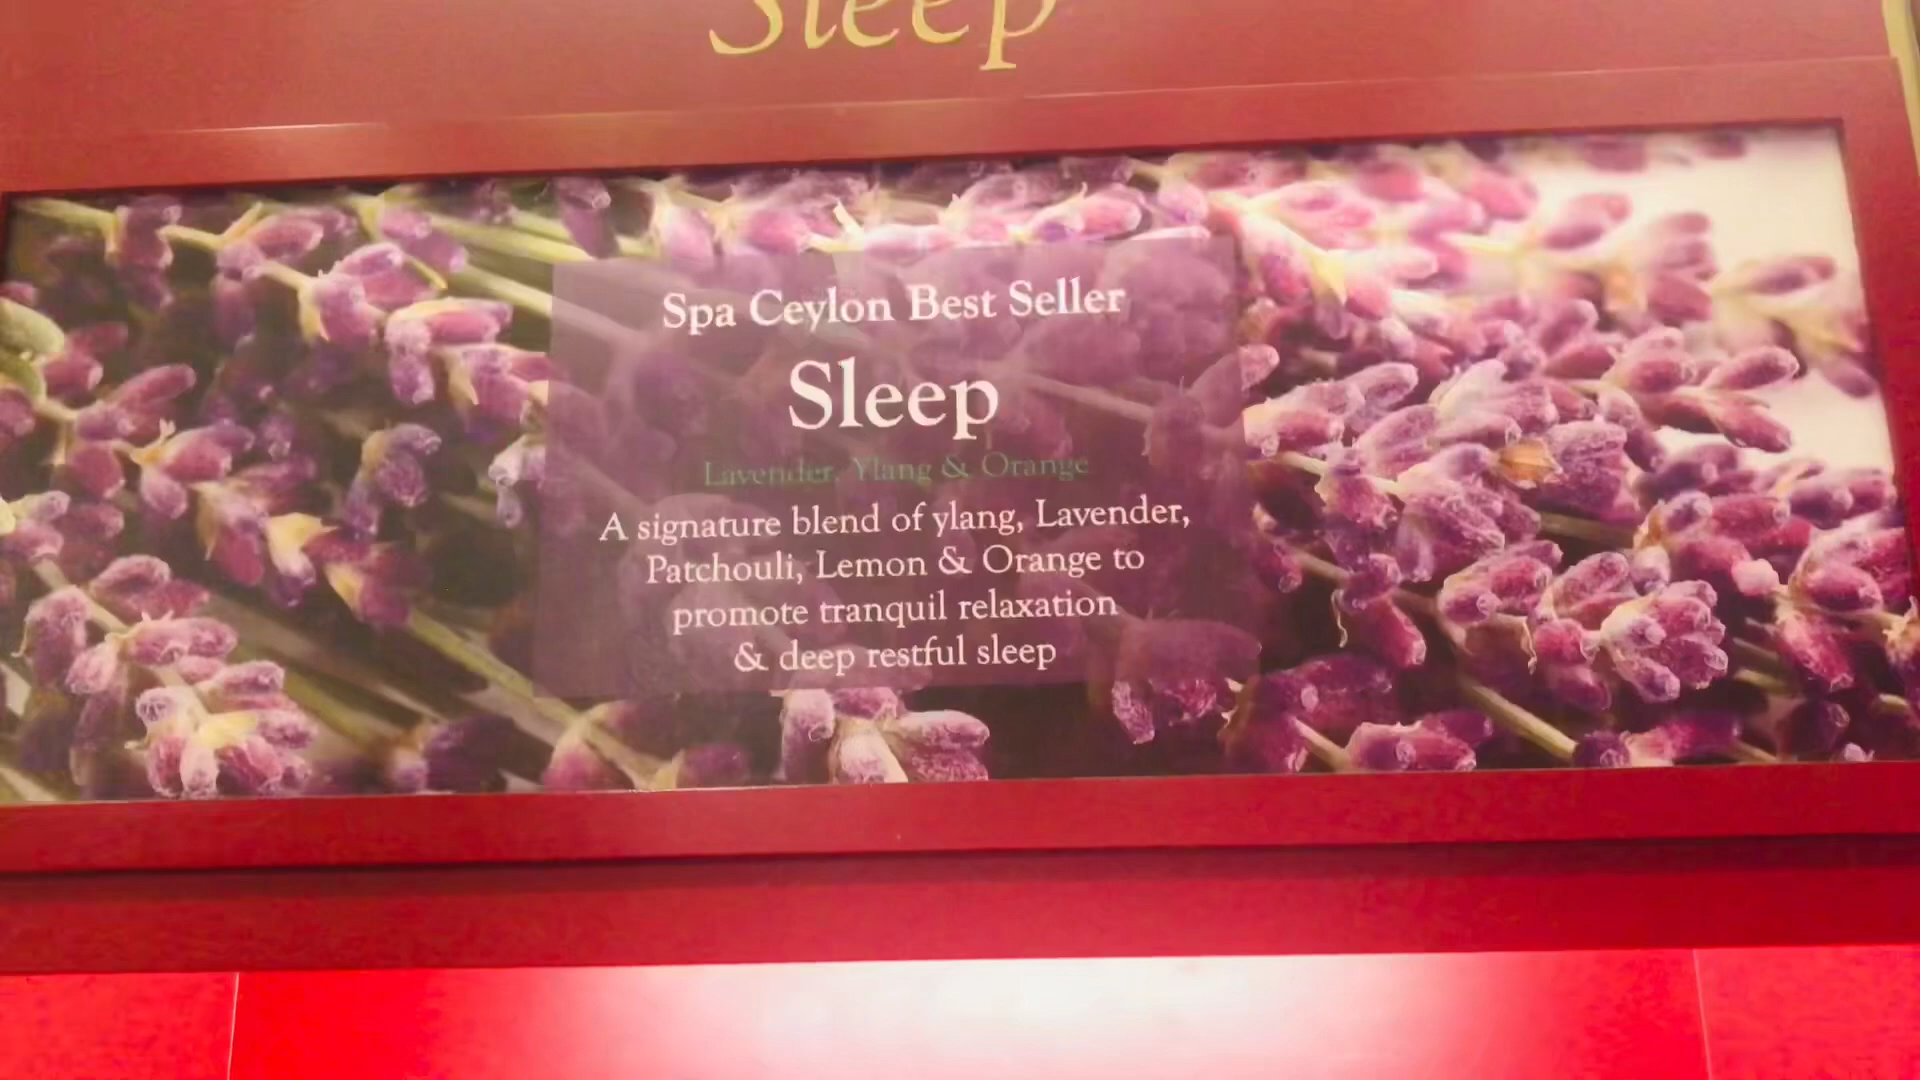 Sleep
Spa Ceylon Best Seller
Sleep
Lavender, Ylang & Orange
A signature blend of ylang, Lavender,
Patchouli, Lemon & Orange to
promote tranquil relaxation
& deep restful sleep